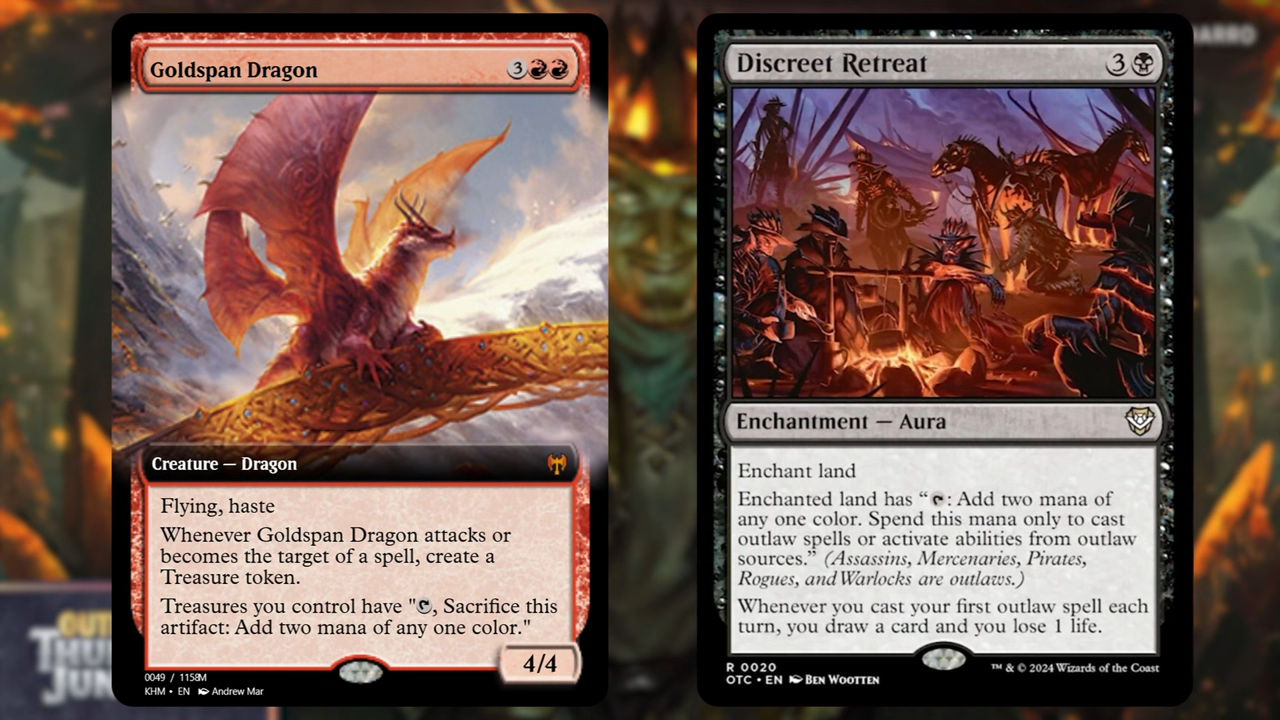 Goldspan Dragon 3
Creature — Dragon
Flying, haste
Whenever Goldspan Dragon attacks or
becomes the target of a spell, create a
Treasure token.
Treasures you control have ", Sacrifice this
artifact: Add two mana of any one color."
4/4
0049 / 1158M
KHM • EN Andrew Mar
Discreet Retreat 3
Enchantment — Aura
Enchant land
Enchanted land has “: Add two mana of
any one color. Spend this mana only to cast
outlaw spells or activate abilities from outlaw
sources.” (Assassins, Mercenaries, Pirates,
Rogues, and Warlocks are outlaws.)
Whenever you cast your first outlaw spell each
turn, you draw a card and you lose 1 life.
R 0020
OTC • EN Ben Wootten
™ & © 2024 Wizards of the Coast